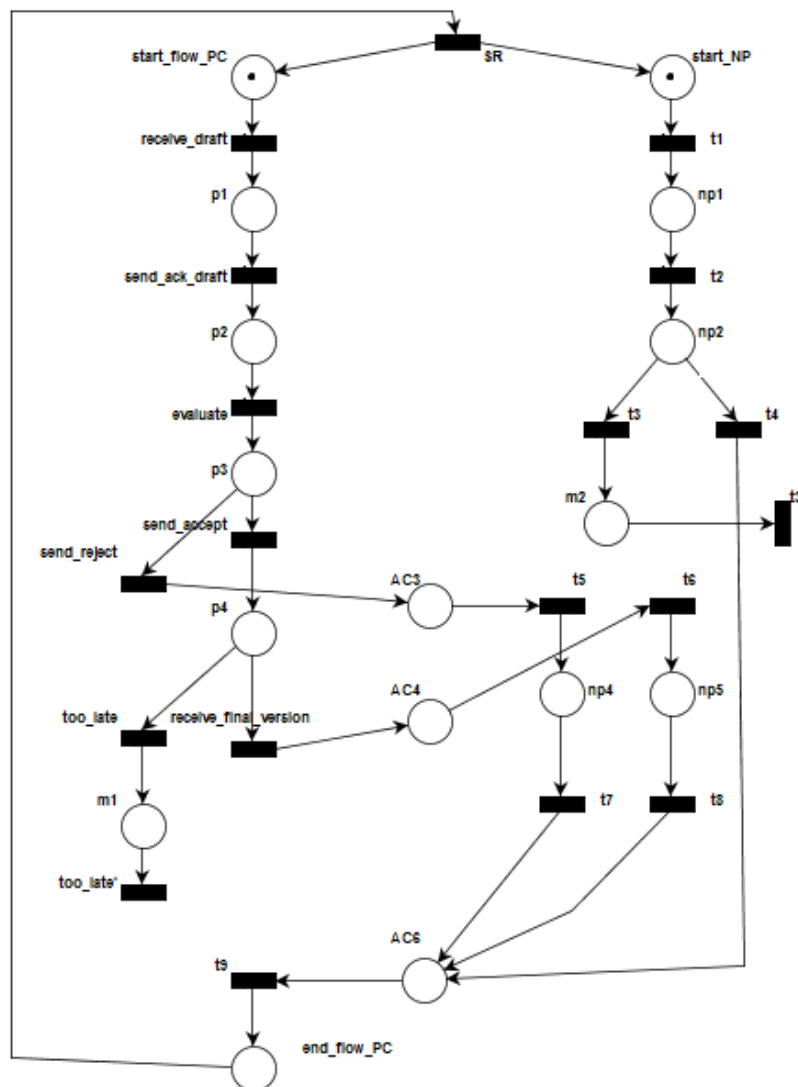 start_flow_PC
SR
start_NP
receive_draft
t1
p1
np1
send_ack_draft
t2
p2
np2
evaluate
t3
t4
p3
m2
send_accept
send_reject
AC3
t5
t6
p4
AC4
np4
np5
too_late
receive_final_version
m1
t7
t8
too_late'
AC6
t9
end_flow_PC